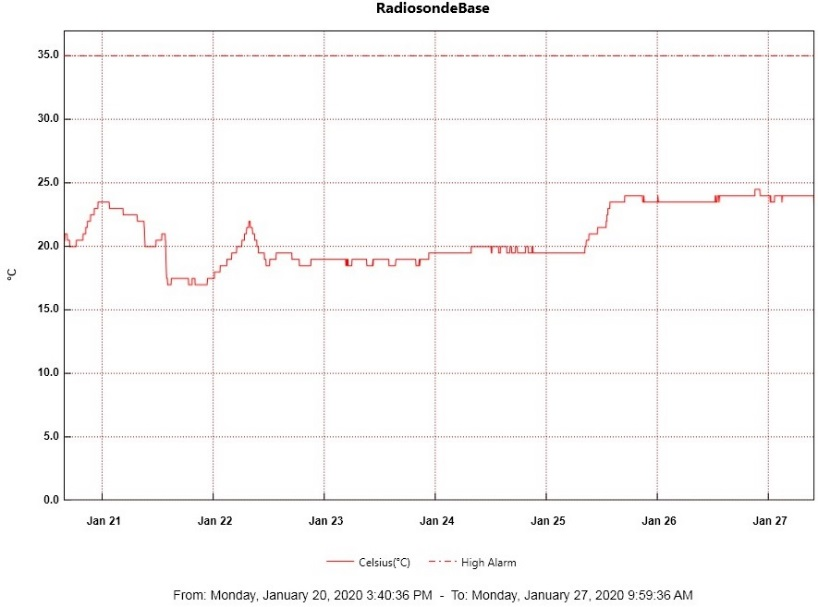 RadiosondeBase
35.0
30.0
25.0
20.0
°C
15.0
10.0
5.0
0.0
Jan 21 Jan 22 Jan 23 Jan 24 Jan 25 Jan 26 Jan 27
Celsius(°C) High Alarm
From: Monday, January 20, 2020 3:40:36 PM - To: Monday, January 27, 2020 9:59:36 AM